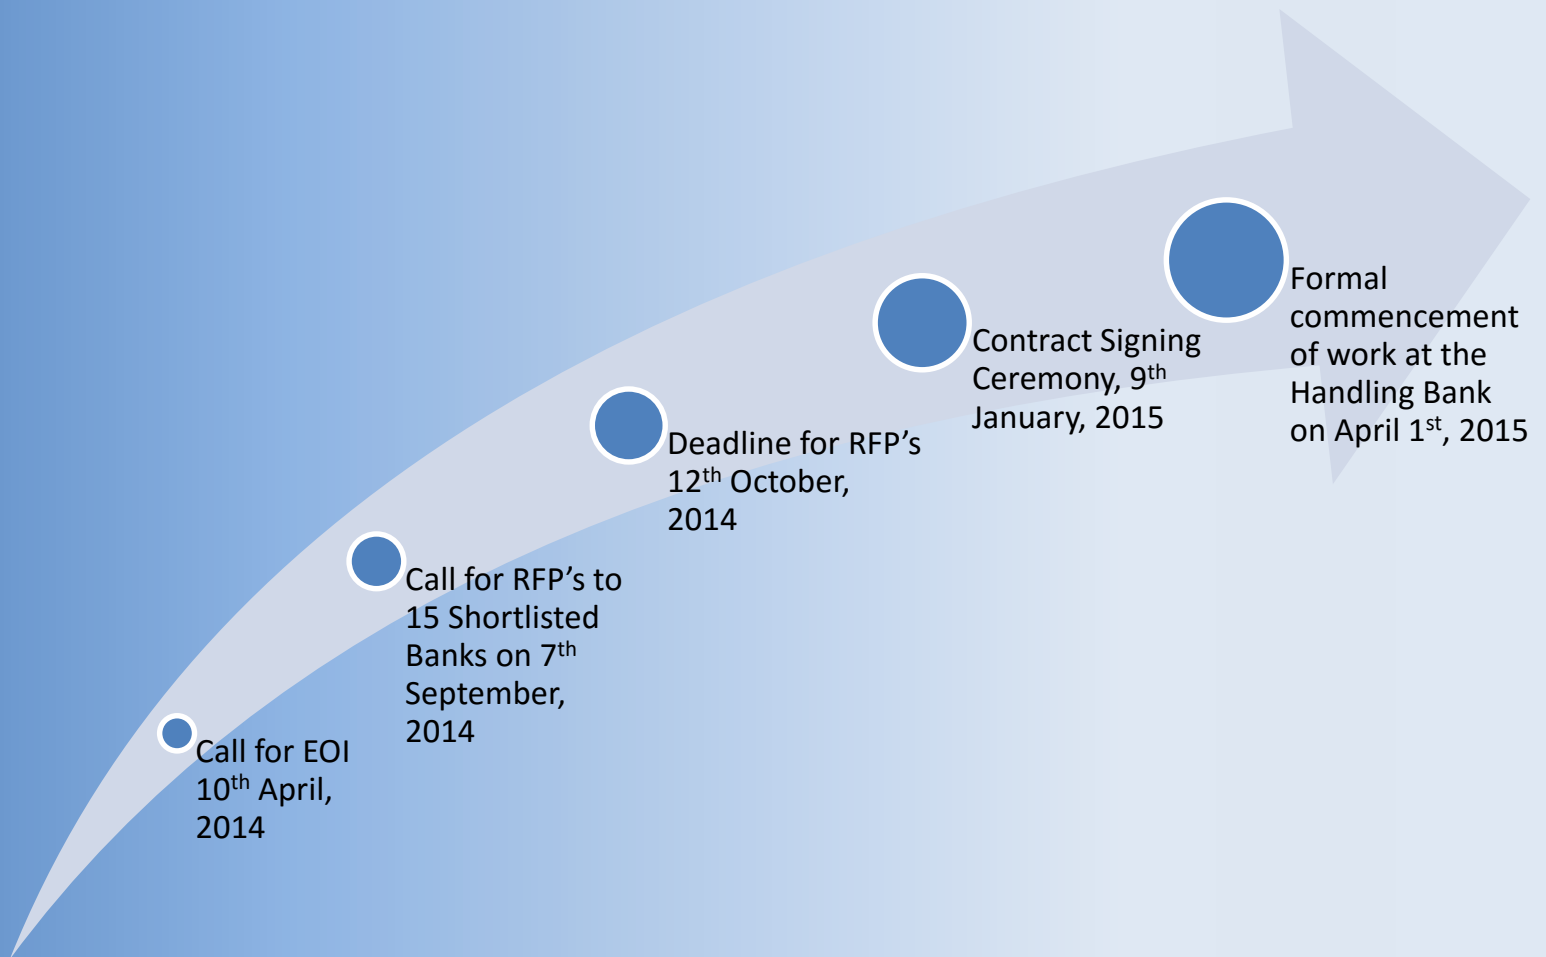 Call for EOI
10th April,
2014
Call for RFP’s to
15 Shortlisted
Banks on 7th
September,
2014
Deadline for RFP’s
12th October,
2014
Contract Signing
Ceremony, 9th
January, 2015
Formal
commencement
of work at the
Handling Bank
on April 1st, 2015